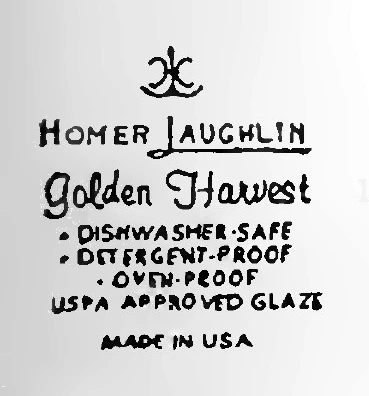 HOMER LAUGHLIN
Golden Harvest
• DISHWASHER-SAFE
• DETERGENT-PROOF
• OVEN-PROOF
USPA APPROVED GLAZE
MADE IN USA